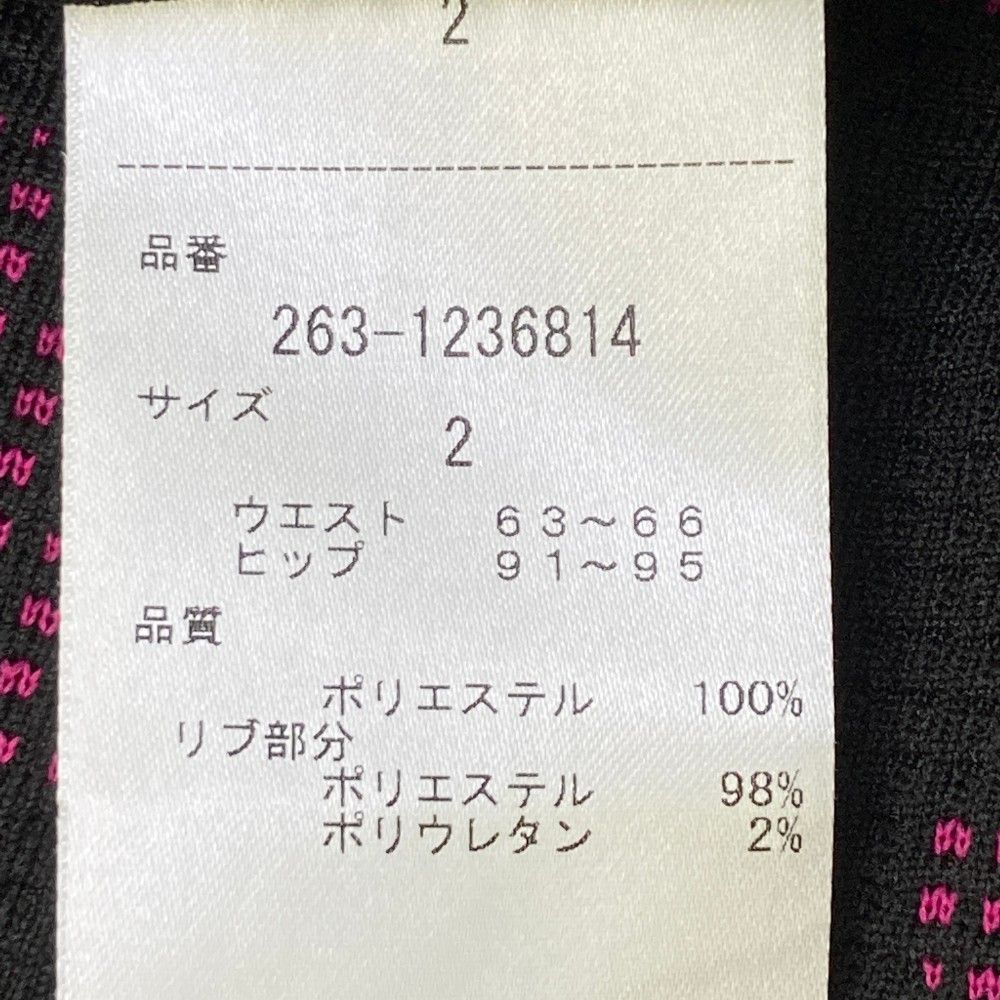 2
品番
263-1236814
サイズ
2
ウエスト　６３～６６
ヒップ　９１～９５
品質
ポリエステル 100%
リブ部分
ポリエステル 98%
ポリウレタン 2%